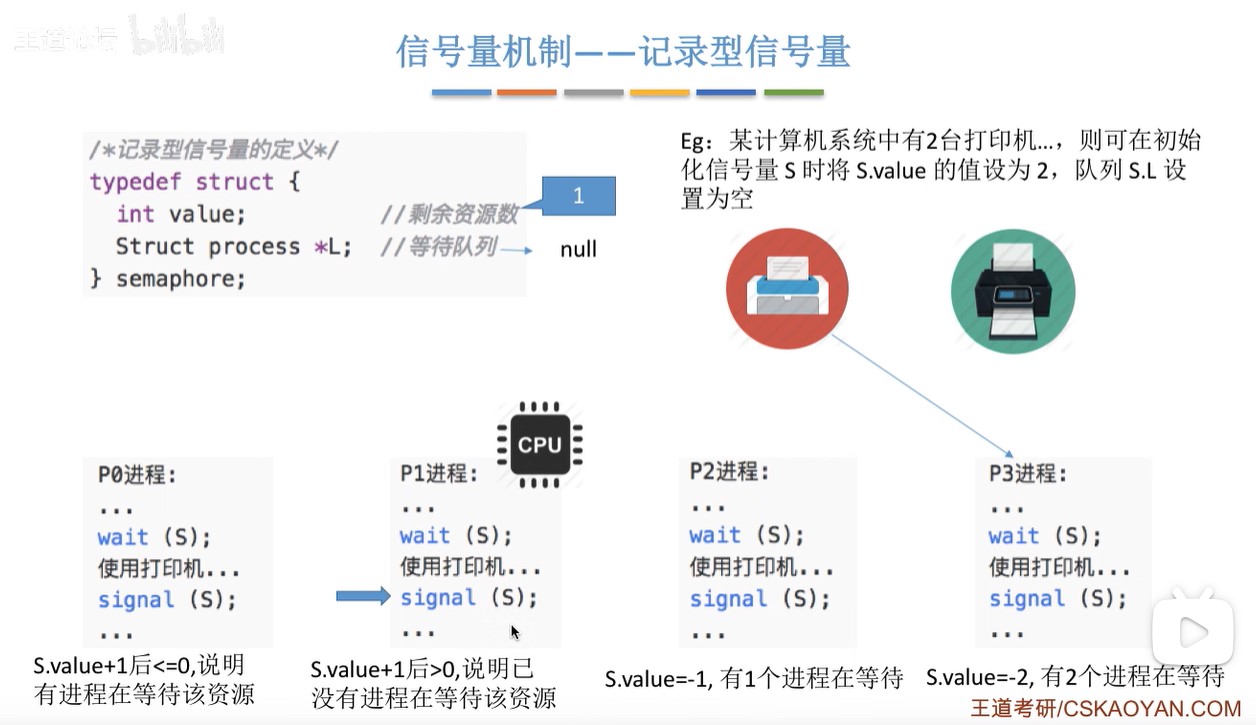 王道论坛 bilibili
信号量机制——记录型信号量
/*记录型信号量的定义*/
typedef struct {
int value; //剩余资源数
Struct process *L; //等待队列
} semaphore;
1
null
Eg：某计算机系统中有2台打印机…，则可在初始
化信号量 S 时将 S.value 的值设为 2，队列 S.L 设
置为空
CPU
P0进程:
...
wait (S);
使用打印机...
signal (S);
...
S.value+1后<=0,说明
有进程在等待该资源
P1进程:
...
wait (S);
使用打印机...
signal (S);
...
S.value+1后>0,说明已
没有进程在等待该资源
P2进程:
...
wait (S);
使用打印机...
signal (S);
...
S.value=-1, 有1个进程在等待
P3进程:
...
wait (S);
使用打印机...
signal (S);
...
S.value=-2, 有2个进程在等待
王道考研/CSKAOYAN.COM